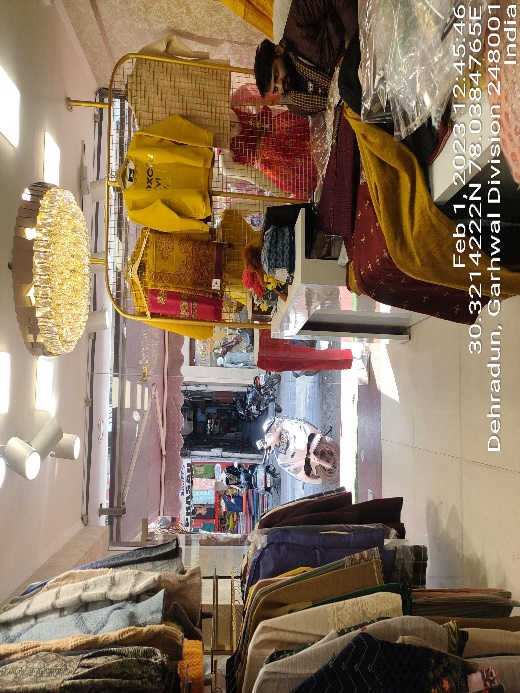 Feb 1, 2023 12:45:46
30.3214222N 78.0384765E
Dehradun, Garhwal Division 248001
India